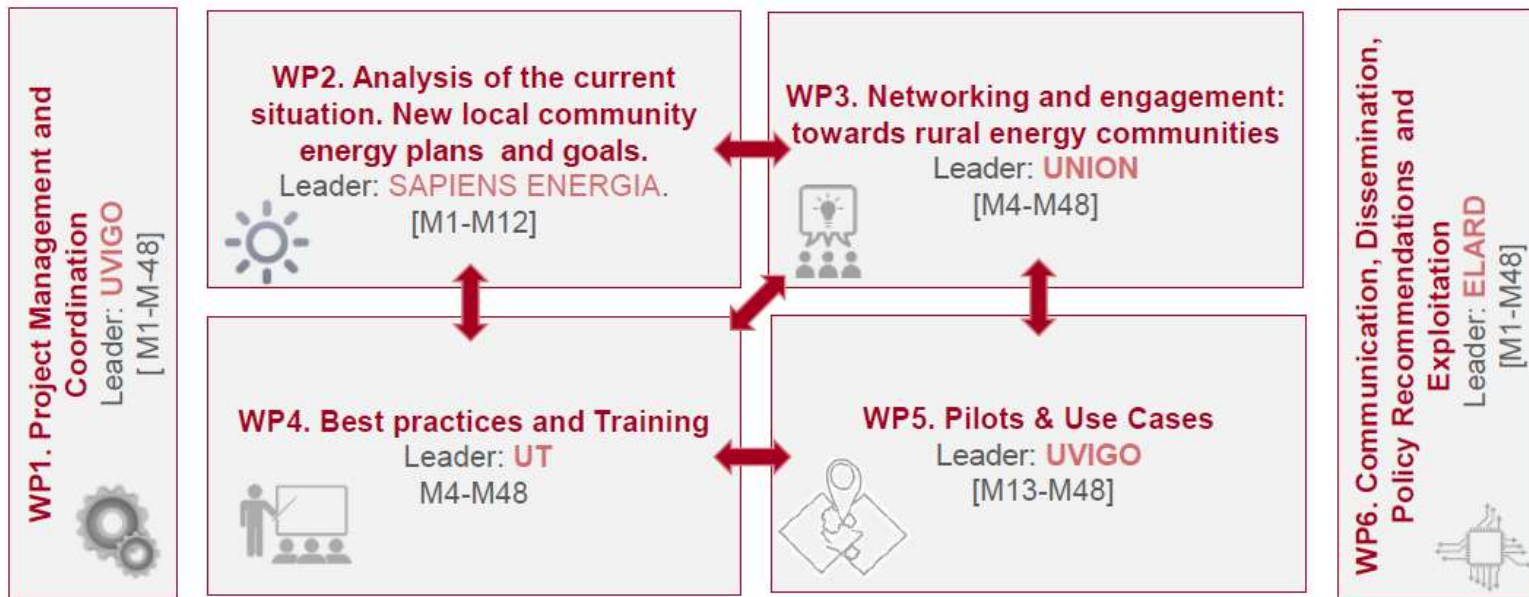 WP1. Project Management and
Coordination
Leader: UVIGO
[ M1-M-48]
WP2. Analysis of the current
situation. New local community
energy plans and goals.
Leader: SAPIENS ENERGIA.
[M1-M12]
WP3. Networking and engagement:
towards rural energy communities
Leader: UNION
[M4-M48]
WP4. Best practices and Training
Leader: UT
M4-M48
WP5. Pilots & Use Cases
Leader: UVIGO
[M13-M48]
WP6. Communication, Dissemination,
Policy Recommendations and
Exploitation
Leader: ELARD
[M1-M48]